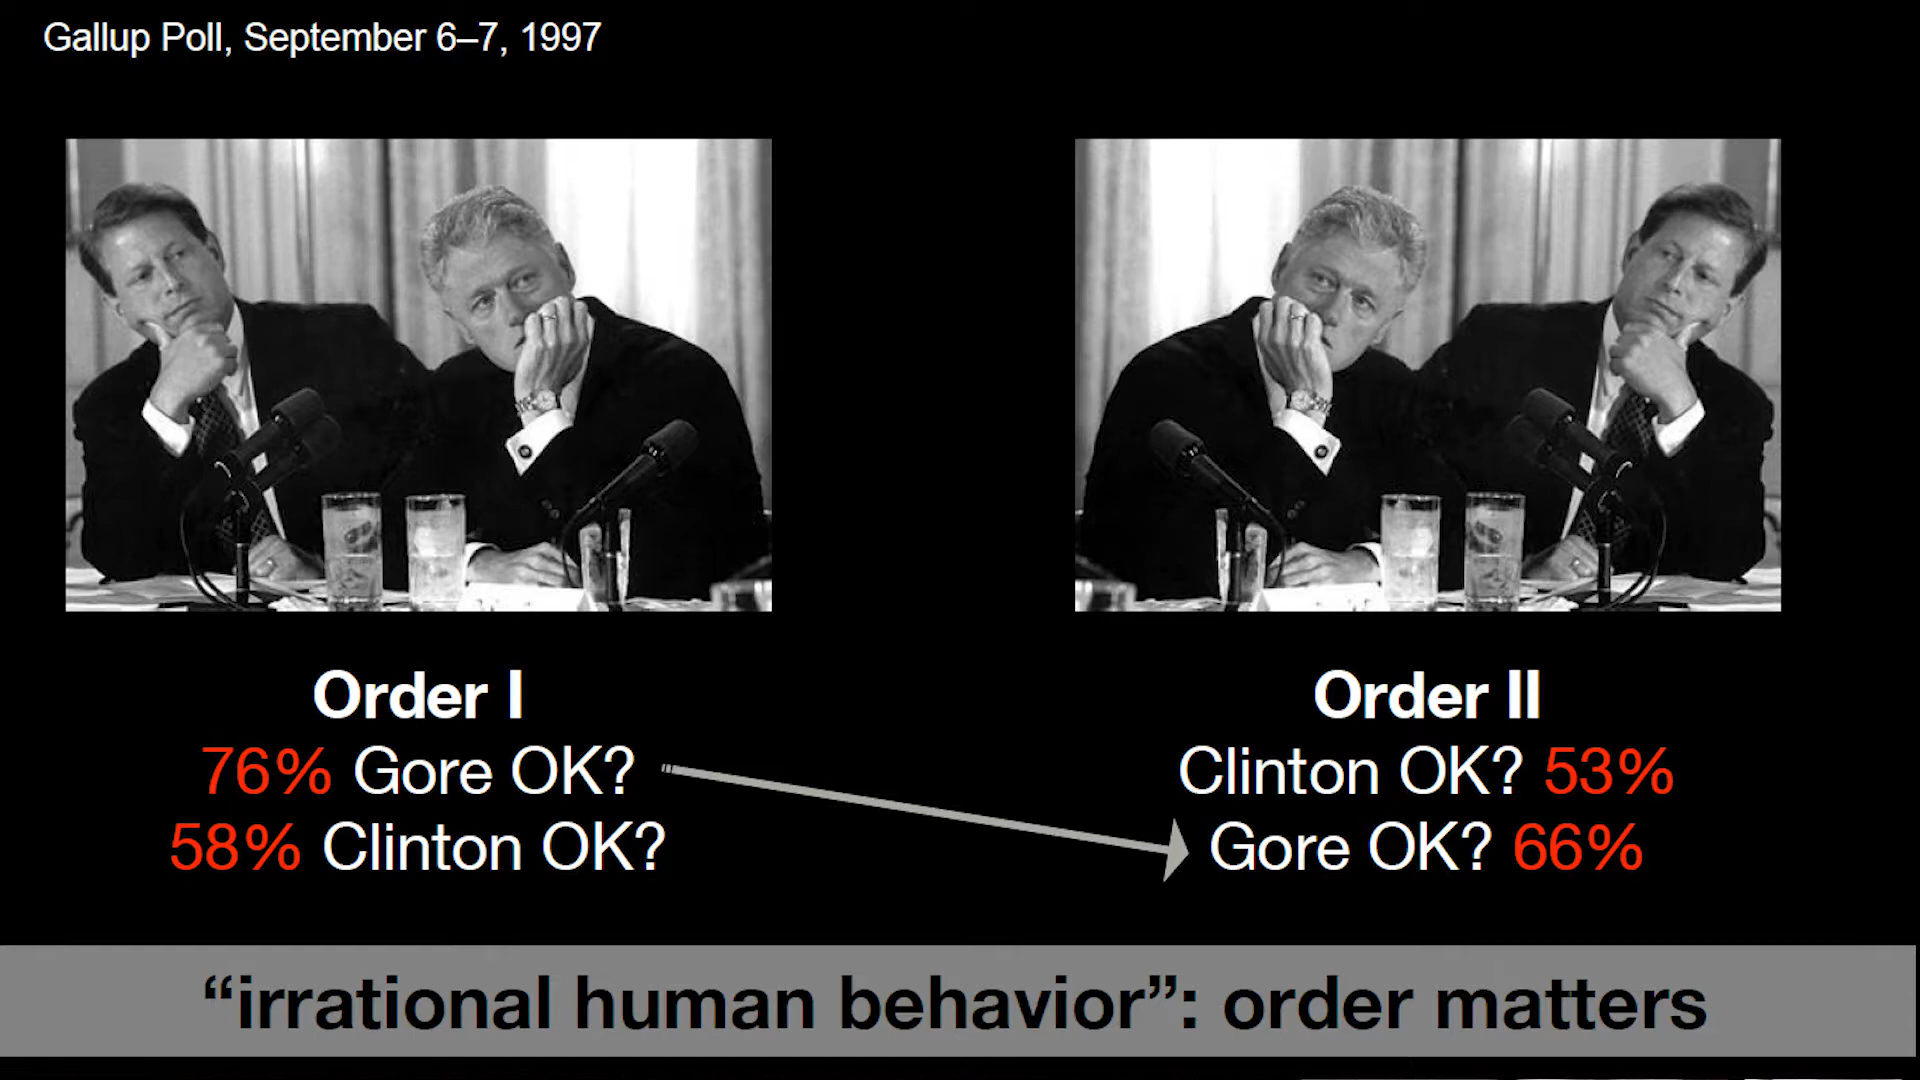 Gallup Poll, September 6–7, 1997
Order I
76% Gore OK?
58% Clinton OK?
Order II
Clinton OK? 53%
Gore OK? 66%
“irrational human behavior”: order matters